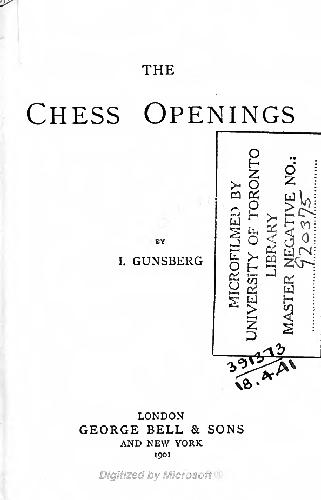 THE
CHESS OPENINGS
BY
I. GUNSBERG
MICROFILMED BY
UNIVERSITY OF TORONTO
LIBRARY
MASTER NEGATIVE NO.:
920375
391373
18.4.41
LONDON
GEORGE BELL & SONS
AND NEW YORK
1901
Digitized by Microsoft®